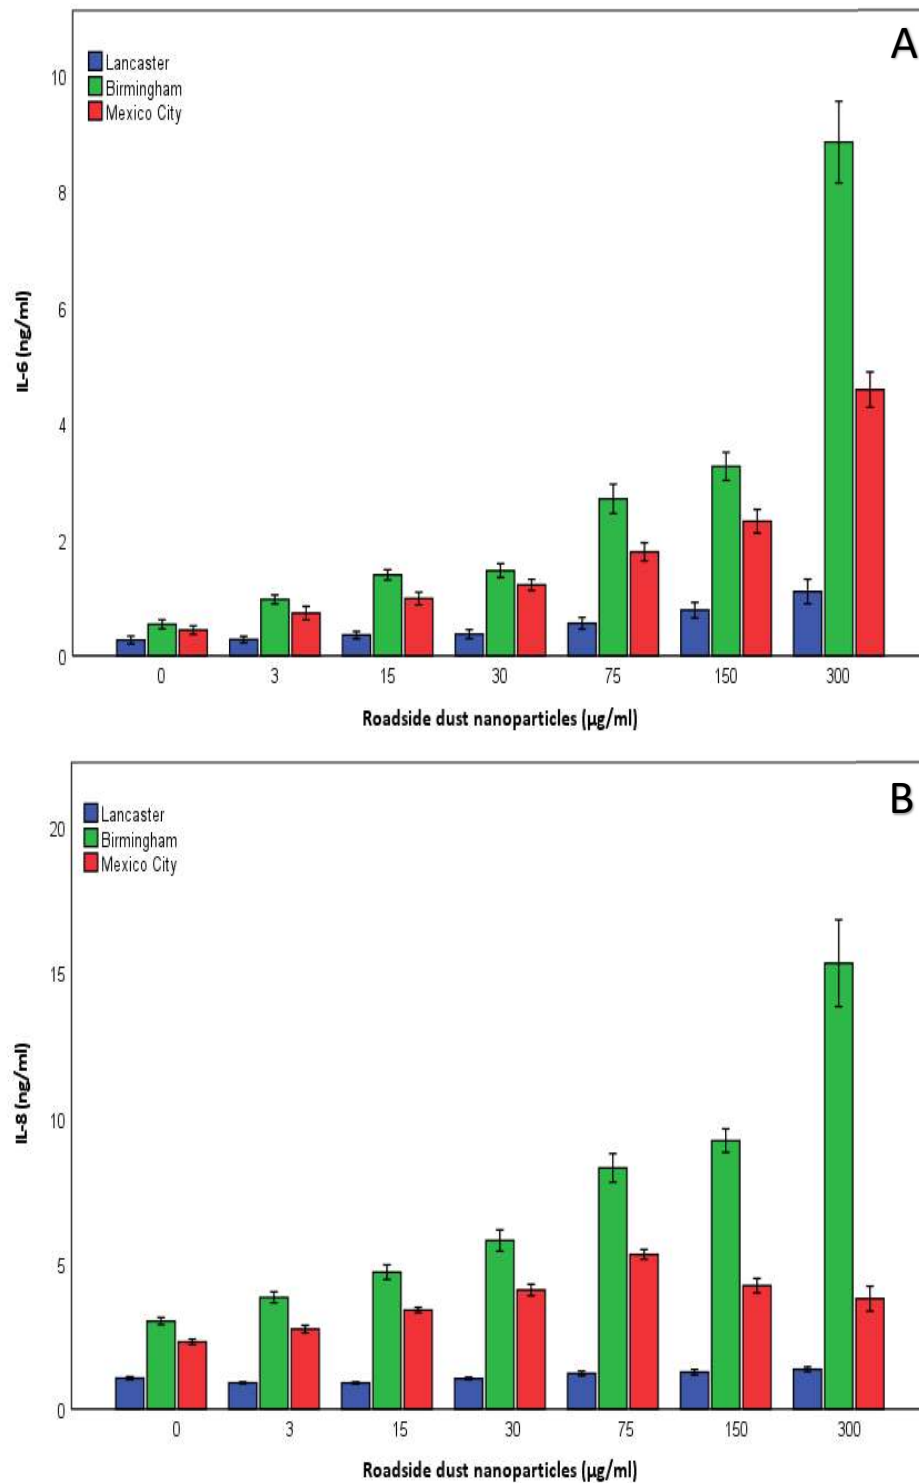 A
Lancaster
Birmingham
Mexico City
10
8
6
4
2
0
IL-6 (ng/ml)
0 3 15 30 75 150 300
Roadside dust nanoparticles (µg/ml)
B
Lancaster
Birmingham
Mexico City
20
15
10
5
0
IL-8 (ng/ml)
0 3 15 30 75 150 300
Roadside dust nanoparticles (µg/ml)